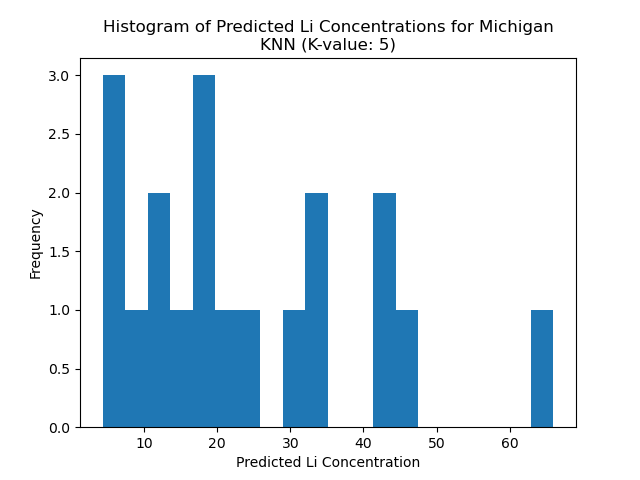 Histogram of Predicted Li Concentrations for Michigan
KNN (K-value: 5)
3.0
2.5
2.0
1.5
1.0
0.5
0.0
Frequency
10 20 30 40 50 60
Predicted Li Concentration